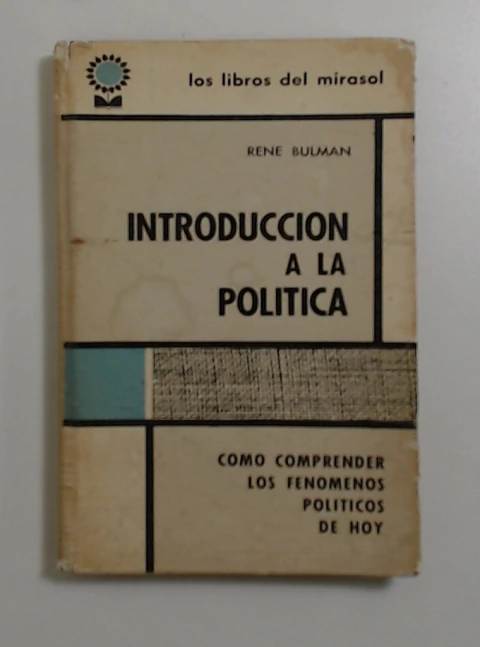 los libros del mirasol
RENE BULMAN
INTRODUCCION
A LA
POLITICA
COMO COMPRENDER
LOS FENOMENOS
POLITICOS
DE HOY